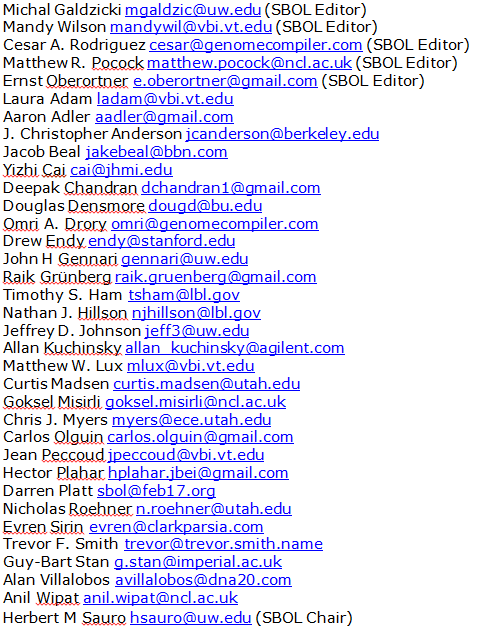 Michal Galdzicki mgaldzic@uw.edu (SBOL Editor)
Mandy Wilson mandywil@vbi.vt.edu (SBOL Editor)
Cesar A. Rodriguez cesar@genomecompiler.com (SBOL Editor)
Matthew R. Pocock matthew.pocock@ncl.ac.uk (SBOL Editor)
Ernst Oberortner e.oberortner@gmail.com (SBOL Editor)
Laura Adam ladam@vbi.vt.edu
Aaron Adler aadler@gmail.com
J. Christopher Anderson jcanderson@berkeley.edu
Jacob Beal jakebeal@bbn.com
Yizhi Cai cai@jhmi.edu
Deepak Chandran dchandran1@gmail.com
Douglas Densmore dougd@bu.edu
Omri A. Drory omri@genomecompiler.com
Drew Endy endy@stanford.edu
John H Gennari gennari@uw.edu
Raik Grünberg raik.gruenberg@gmail.com
Timothy S. Ham tsham@lbl.gov
Nathan J. Hillson njhillson@lbl.gov
Jeffrey D. Johnson jeff3@uw.edu
Allan Kuchinsky allan_kuchinsky@agilent.com
Matthew W. Lux mlux@vbi.vt.edu
Curtis Madsen curtis.madsen@utah.edu
Goksel Misirli goksel.misirli@ncl.ac.uk
Chris J. Myers myers@ece.utah.edu
Carlos Olguin carlos.olguin@gmail.com
Jean Peccoud jpeccoud@vbi.vt.edu
Hector Plahar hplahar.jbei@gmail.com
Darren Platt sbol@feb17.org
Nicholas Roehner n.roehner@utah.edu
Evren Sirin evren@clarkparsia.com
Trevor F. Smith trevor@trevor.smith.name
Guy-Bart Stan g.stan@imperial.ac.uk
Alan Villalobos avillalobos@dna20.com
Anil Wipat anil.wipat@ncl.ac.uk
Herbert M Sauro hsauro@uw.edu (SBOL Chair)